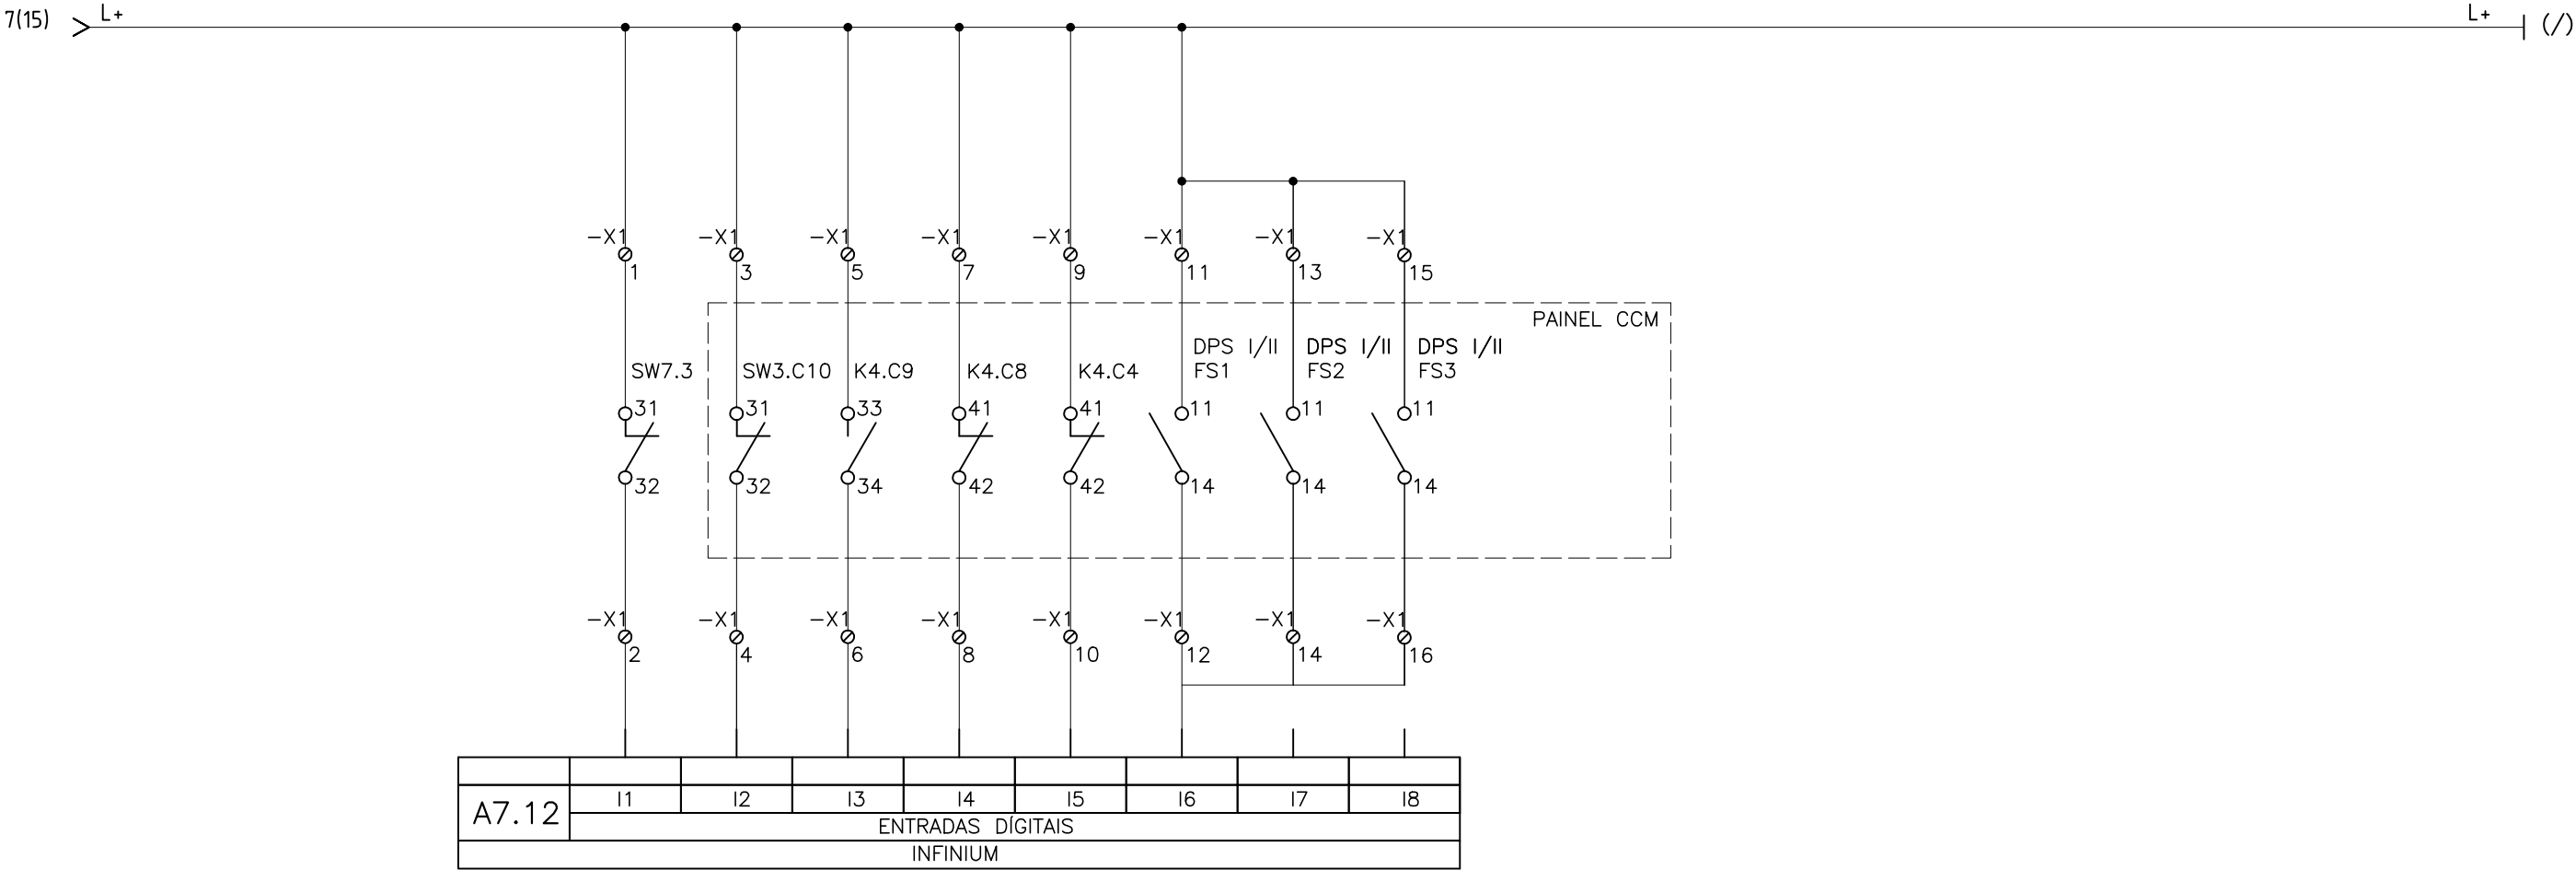 7(15) L+ L+ (/)
-X1 -X1 -X1 -X1 -X1 -X1 -X1 -X1
1 3 5 7 9 11 13 15
PAINEL CCM
DPS I/II DPS I/II DPS I/II
SW7.3 SW3.C10 K4.C9 K4.C8 K4.C4 FS1 FS2 FS3
31 31 33 41 41 11 11 11
32 32 34 42 42 14 14 14
-X1 -X1 -X1 -X1 -X1 -X1 -X1 -X1
2 4 6 8 10 12 14 16
A7.12 I1 I2 I3 I4 I5 I6 I7 I8
ENTRADAS DÍGITAIS
INFINIUM